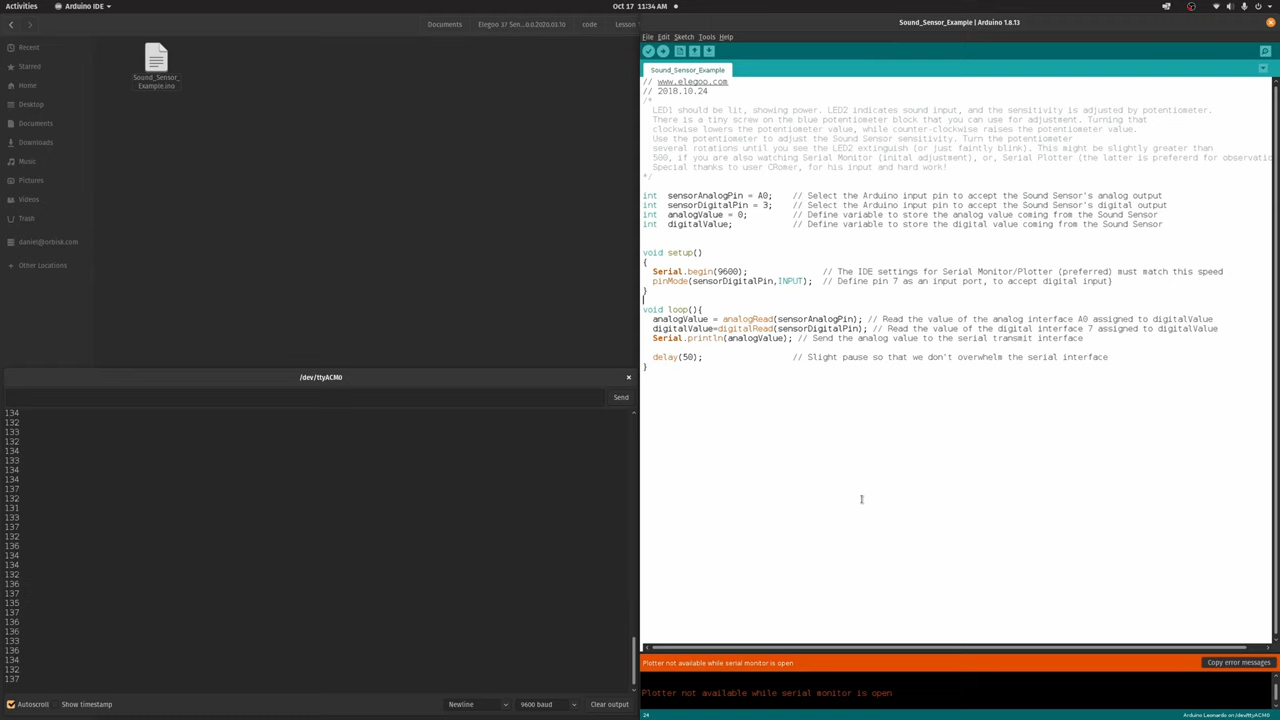 Activities
Arduino IDE
Oct 17 11:34 AM
Documents
Elegoo 37 Sen...0.0.2020.03.10
code
Lesson
Recent
Starred
Home
Desktop
Documents
Downloads
Music
Pictures
Videos
Trash
daniel@orbisk.com
Other Locations
Sound_Sensor_
Example.ino
/dev/ttyACM0
Send
134
132
133
132
134
133
134
134
137
132
131
133
137
132
136
134
134
132
136
137
135
137
136
136
133
136
134
132
137
Autoscroll
Show timestamp
Newline
9600 baud
Clear output
Sound_Sensor_Example | Arduino 1.8.13
File Edit Sketch Tools Help
Sound_Sensor_Example
// www.elegoo.com
// 2018.10.24
/*
LED1 should be lit, showing power. LED2 indicates sound input, and the sensitivity is adjusted by potentiometer.
There is a tiny screw on the blue potentiometer block that you can use for adjustment. Turning that
clockwise lowers the potentiometer value, while counter-clockwise raises the potentiometer value.
Use the potentiometer to adjust the Sound Sensor sensitivity. Turn the potentiometer
several rotations until you see the LED2 extinguish (or just faintly blink). This might be slightly greater than
500, if you are also watching Serial Monitor (inital adjustment), or, Serial Plotter (the latter is prefererd for observatio
Special thanks to user CRomer, for his input and hard work!
*/
int sensorAnalogPin = A0; // Select the Arduino input pin to accept the Sound Sensor's analog output
int sensorDigitalPin = 3; // Select the Arduino input pin to accept the Sound Sensor's digital output
int analogValue = 0; // Define variable to store the analog value coming from the Sound Sensor
int digitalValue; // Define variable to store the digital value coming from the Sound Sensor
void setup()
{
Serial.begin(9600); // The IDE settings for Serial Monitor/Plotter (preferred) must match this speed
pinMode(sensorDigitalPin,INPUT); // Define pin 7 as an input port, to accept digital input}
}
void loop(){
analogValue = analogRead(sensorAnalogPin); // Read the value of the analog interface A0 assigned to digitalValue
digitalValue=digitalRead(sensorDigitalPin); // Read the value of the digital interface 7 assigned to digitalValue
Serial.println(analogValue); // Send the analog value to the serial transmit interface
delay(50); // Slight pause so that we don't overwhelm the serial interface
}
Plotter not available while serial monitor is open
Copy error messages
Plotter not available while serial monitor is open
24
Arduino Leonardo on /dev/ttyACM0